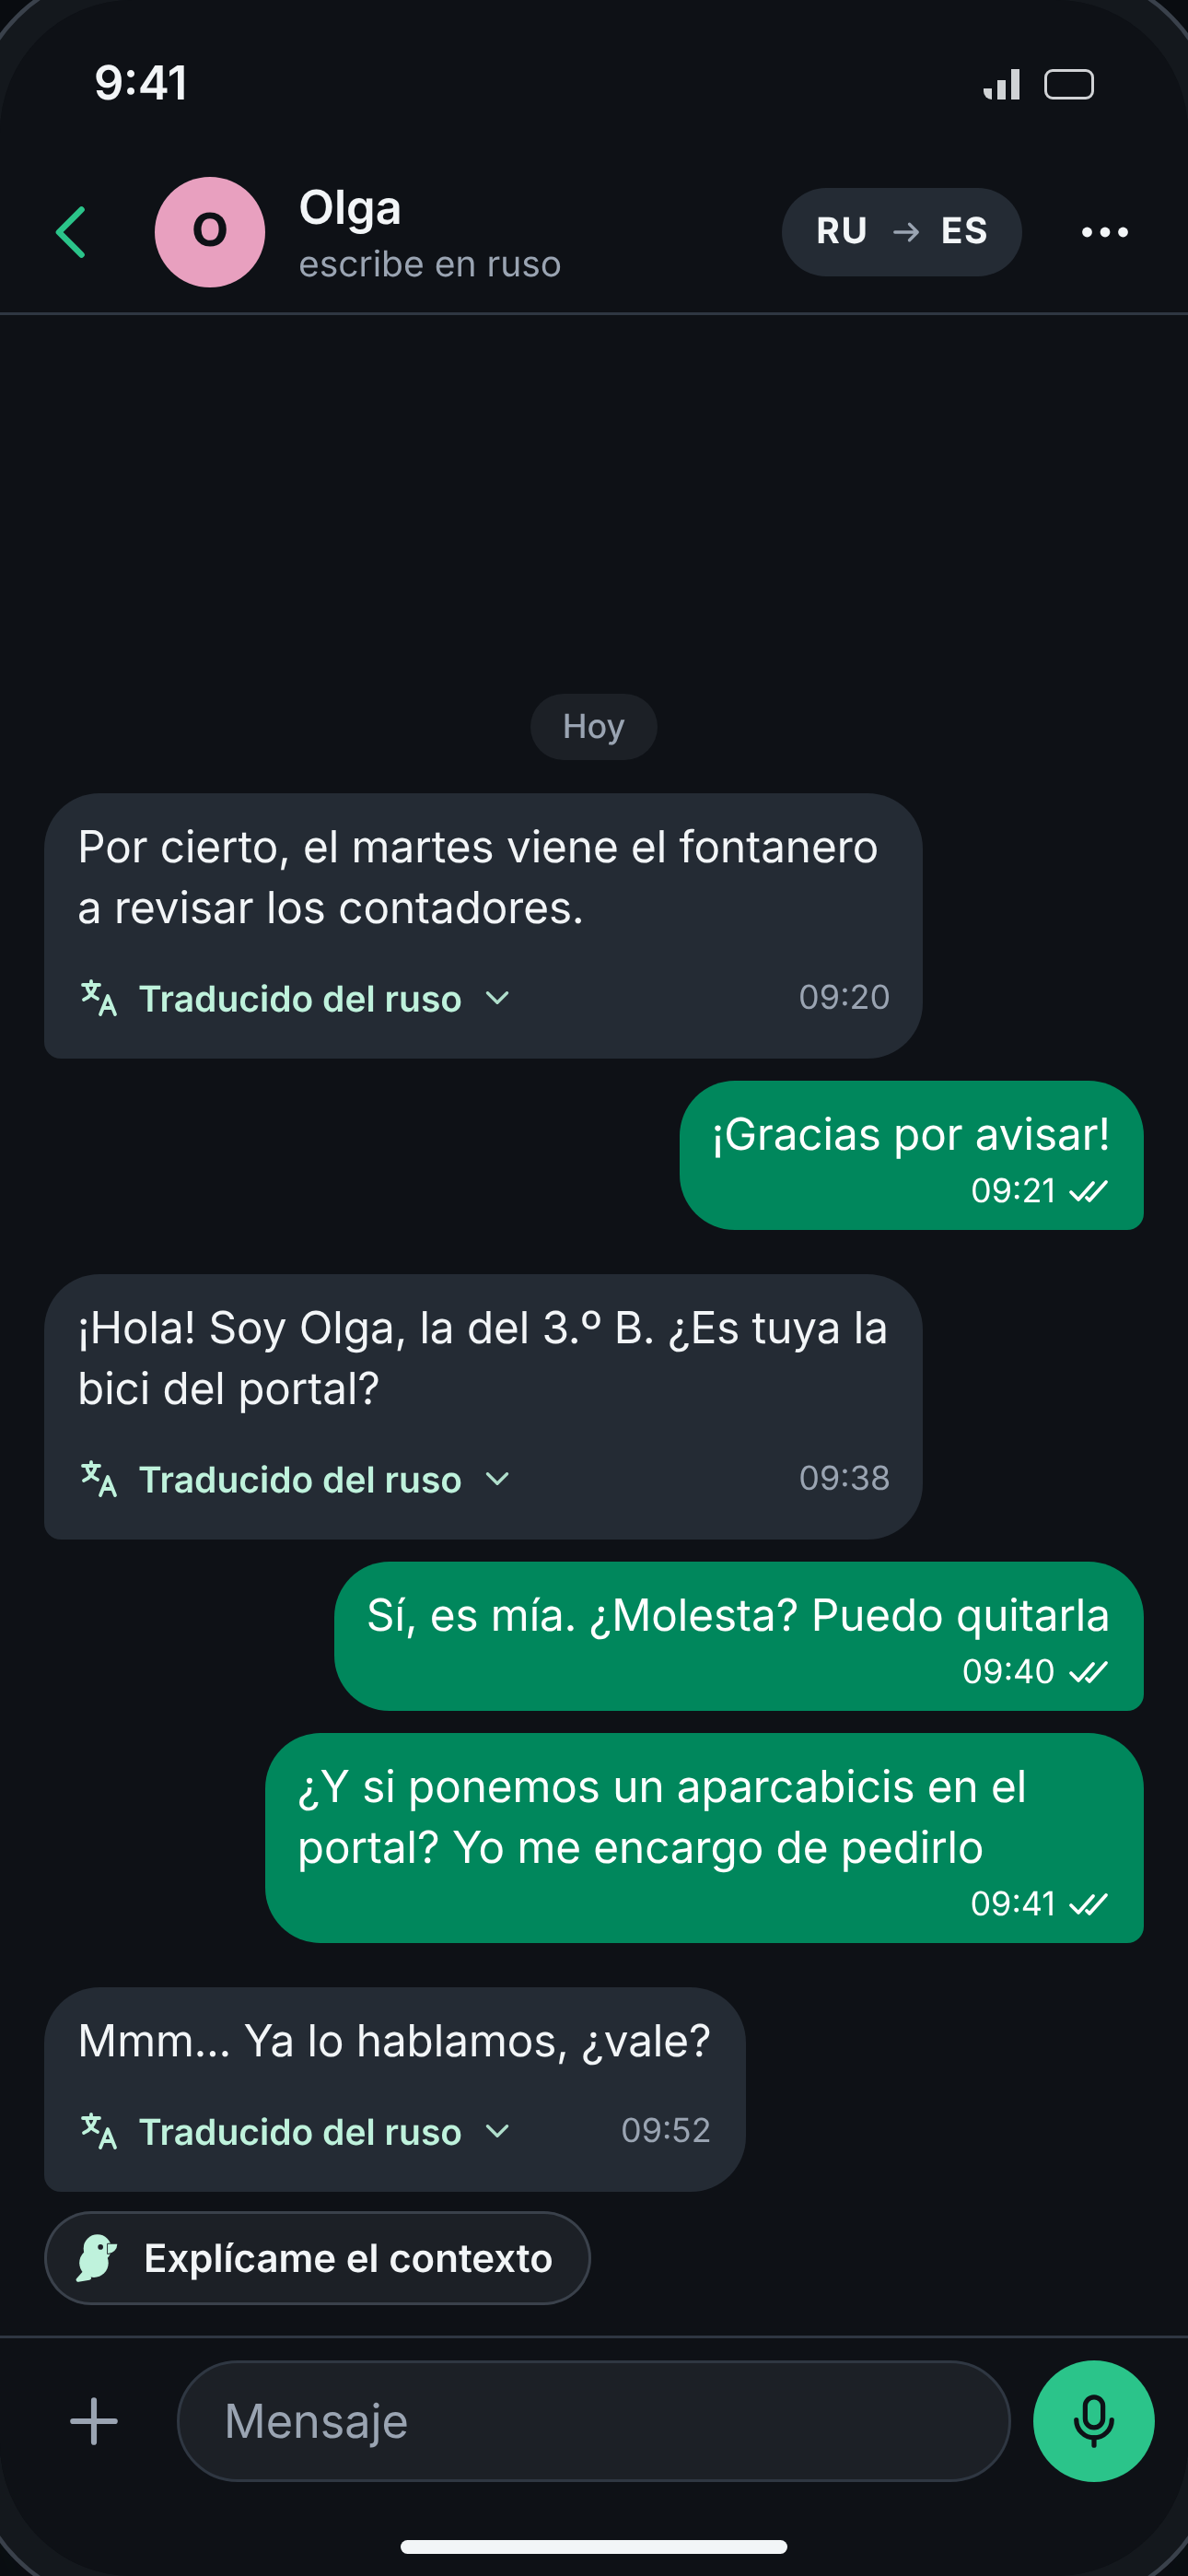 9:41
O
Olga
escribe en ruso
RU → ES
Hoy
Por cierto, el martes viene el fontanero
a revisar los contadores.
Traducido del ruso
09:20
¡Gracias por avisar!
09:21
¡Hola! Soy Olga, la del 3.º B. ¿Es tuya la
bici del portal?
Traducido del ruso
09:38
Sí, es mía. ¿Molesta? Puedo quitarla
09:40
¿Y si ponemos un aparcabicis en el
portal? Yo me encargo de pedirlo
09:41
Mmm... Ya lo hablamos, ¿vale?
Traducido del ruso
09:52
Explícame el contexto
Mensaje